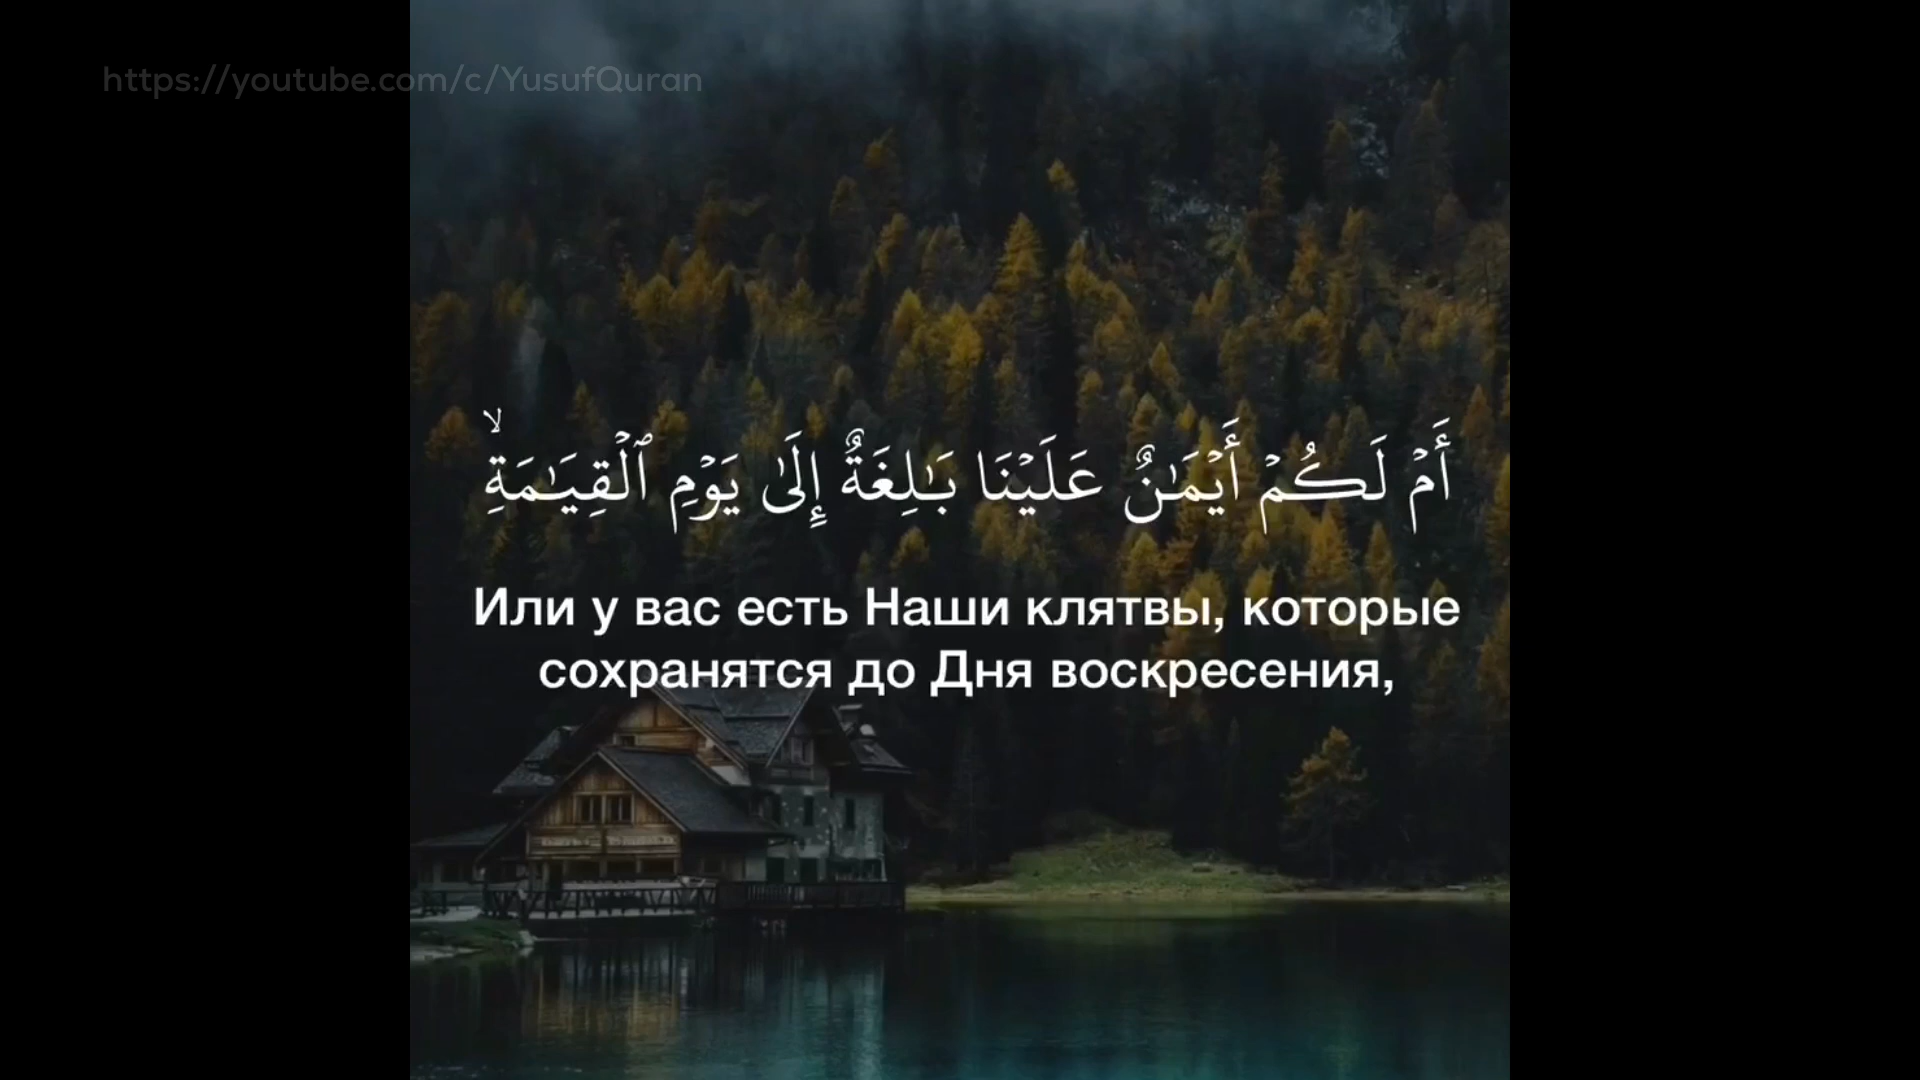 https://youtube.com/c/YusufQuran
أَمْ لَكُمْ أَيْمَـٰنٌ عَلَيْنَا بَـٰلِغَةٌ إِلَىٰ يَوْمِ ٱلْقِيَـٰمَةِ ۙ
Или у вас есть Наши клятвы, которые
сохранятся до Дня воскресения,